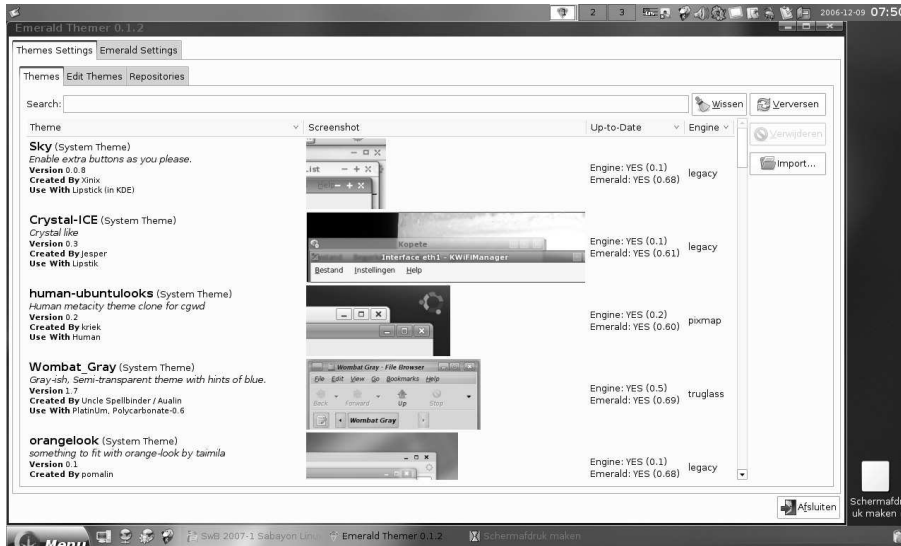 2 3 2006-12-09 07:50
Emerald Themer 0.1.2
Themes Settings Emerald Settings
Themes Edit Themes Repositories
Search: Wissen Verversen
Theme Screenshot Up-to-Date Engine
Verwijderen
Import...
Sky (System Theme)
Enable extra buttons as you please.
Version 0.0.8
Created By Xinix
Use With Lipstick (in KDE)
Engine: YES (0.1)
Emerald: YES (0.68)
legacy
Crystal-ICE (System Theme)
Crystal like
Version 0.3
Created By Jesper
Use With Lipstik
Kopete
Interface eth1 - KWiFiManager
Bestand Instellingen Help
Engine: YES (0.1)
Emerald: YES (0.61)
legacy
human-ubuntulooks (System Theme)
Human metacity theme clone for cgwd
Version 0.2
Created By kriek
Use With Human
Engine: YES (0.2)
Emerald: YES (0.60)
pixmap
Wombat_Gray (System Theme)
Gray-ish, Semi-transparent theme with hints of blue.
Version 1.7
Created By Uncle Spellbinder / Aualin
Use With PlatinUm, Polycarbonate-0.6
Wombat Gray - File Browser
File Edit View Go Bookmarks Help
Back Forward Up Stop
Wombat Gray
Engine: YES (0.5)
Emerald: YES (0.69)
truglass
orangelook (System Theme)
something to fit with orange-look by taimila
Version 0.1
Created By pomalin
Engine: YES (0.1)
Emerald: YES (0.68)
legacy
Afsluiten
Schermafdr
uk maken
Menu SwB 2007-1 Sabayon Linu Emerald Themer 0.1.2 Schermafdruk maken